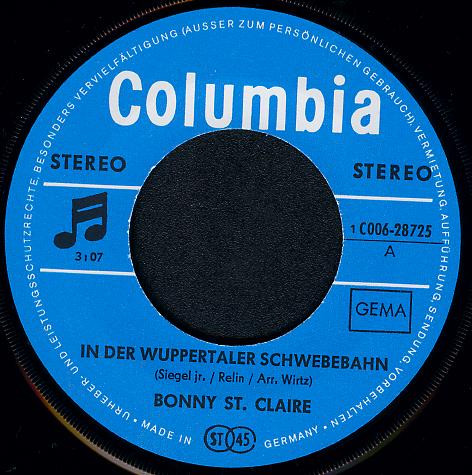 URHEBER- UND LEISTUNGSSCHUTZRECHTE, BESONDERS VERVIELFÄLTIGUNG (AUSSER ZUM PERSÖNLICHEN GEBRAUCH), VERMIETUNG, AUFFÜHRUNG, SENDUNG, VORBEHALTEN
Columbia
STEREO STEREO
1 C006-28725
A
3:07
GEMA
IN DER WUPPERTALER SCHWEBEBAHN
(Siegel jr. / Relin / Arr. Wirtz)
BONNY ST. CLAIRE
• MADE IN GERMANY •
ST 45